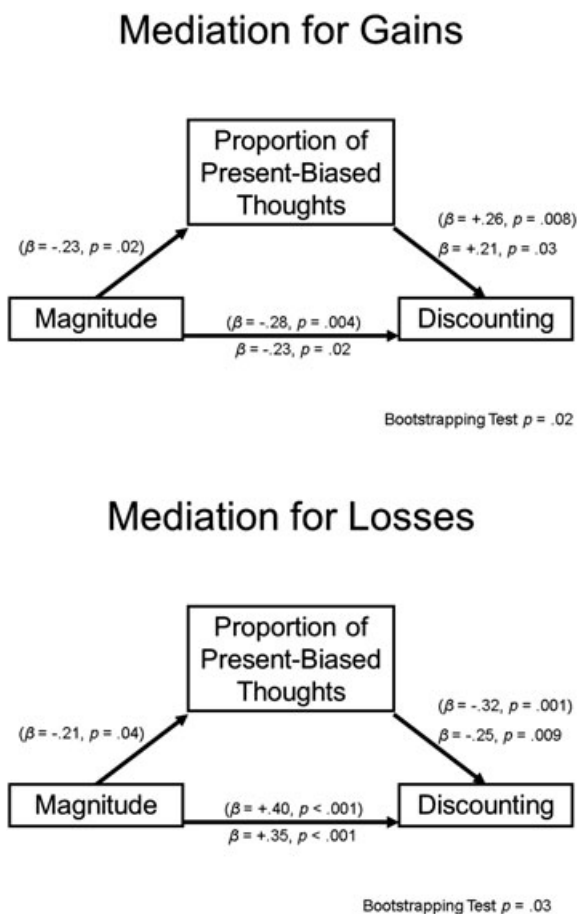 Mediation for Gains
Proportion of
Present-Biased
Thoughts
(β = -.23, p = .02)
(β = +.26, p = .008)
β = +.21, p = .03
Magnitude
(β = -.28, p = .004)
β = -.23, p = .02
Discounting
Bootstrapping Test p = .02
Mediation for Losses
Proportion of
Present-Biased
Thoughts
(β = -.21, p = .04)
(β = -.32, p = .001)
β = -.25, p = .009
Magnitude
(β = +.40, p < .001)
β = +.35, p < .001
Discounting
Bootstrapping Test p = .03